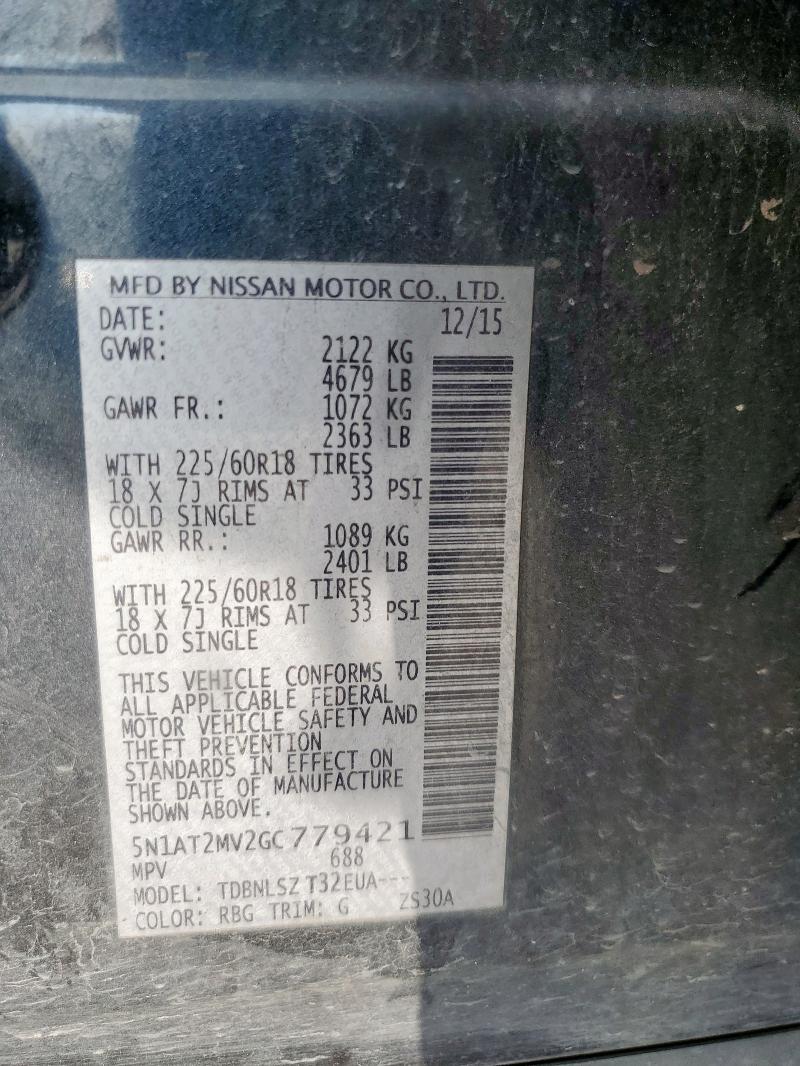 MFD BY NISSAN MOTOR CO., LTD.
DATE: 12/15
GVWR: 2122 KG
4679 LB
GAWR FR.: 1072 KG
2363 LB
WITH 225/60R18 TIRES
18 X 7J RIMS AT 33 PSI
COLD SINGLE
GAWR RR.: 1089 KG
2401 LB
WITH 225/60R18 TIRES
18 X 7J RIMS AT 33 PSI
COLD SINGLE
THIS VEHICLE CONFORMS TO
ALL APPLICABLE FEDERAL
MOTOR VEHICLE SAFETY AND
THEFT PREVENTION
STANDARDS IN EFFECT ON
THE DATE OF MANUFACTURE
SHOWN ABOVE.
5N1AT2MV2GC779421
MPV 688
MODEL: TDBNLSZ T32EUA---
COLOR: RBG TRIM: G ZS30A